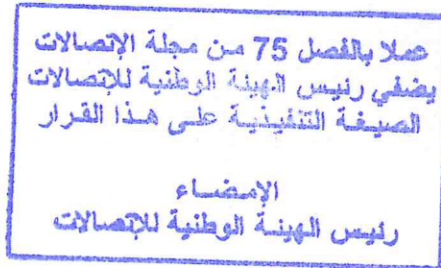 عملا بالفصل 75 من مجلة الإتصالات
يضفي رئيس الهيئة الوطنية للإتصالات
الصيغة التنفيذية على هذا القرار
الإمضاء
رئيس الهيئة الوطنية للإتصالات